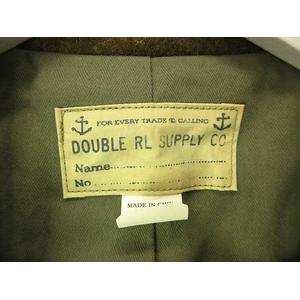 FOR EVERY TRADE & CALLING
DOUBLE RL SUPPLY CO
Name
No
MADE IN